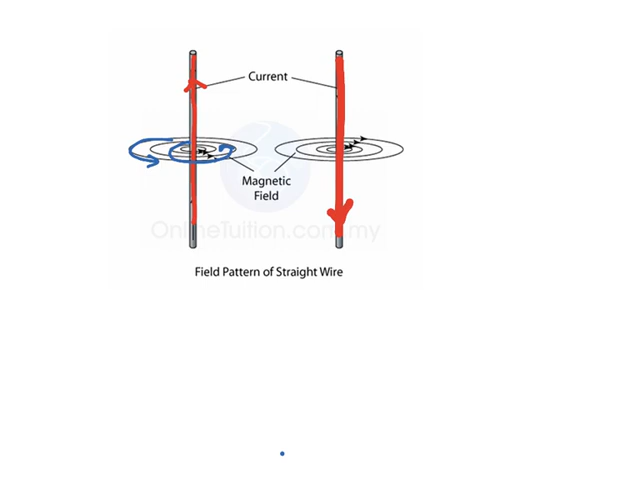 Current
Magnetic
Field
OnlineTuition.com.my
Field Pattern of Straight Wire